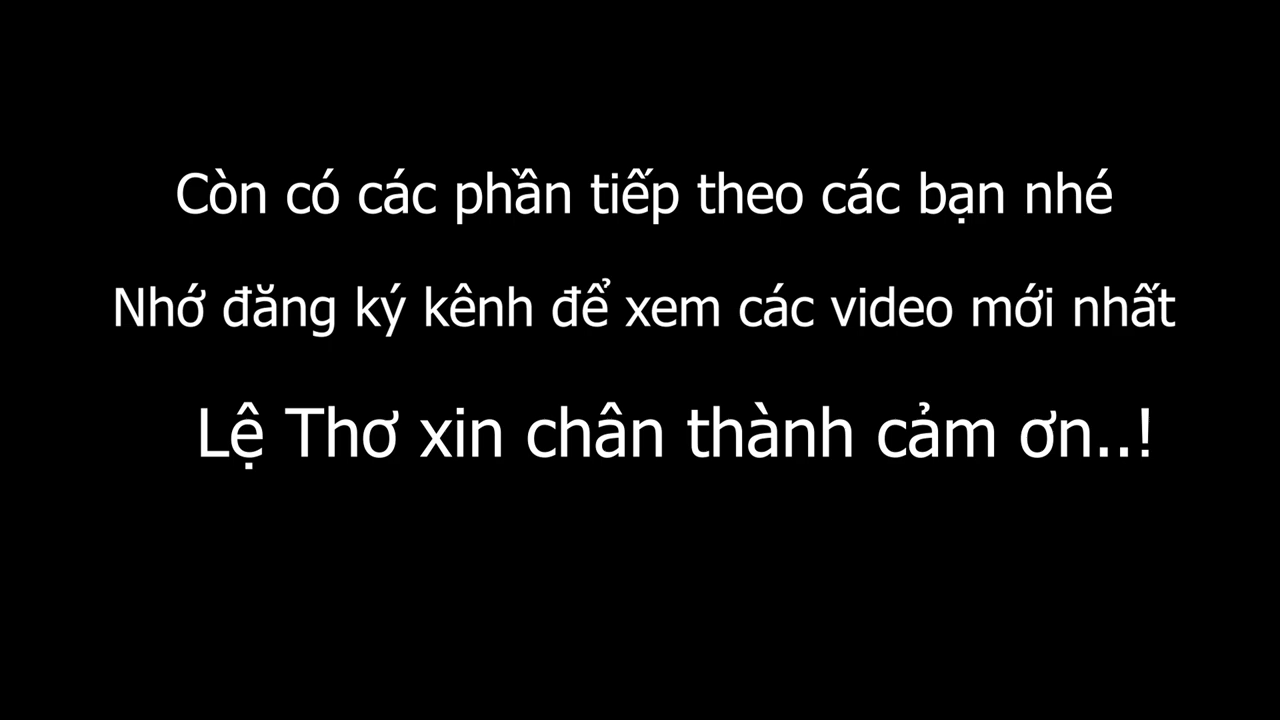 Còn có các phần tiếp theo các bạn nhé
Nhớ đăng ký kênh để xem các video mới nhất
Lệ Thơ xin chân thành cảm ơn..!